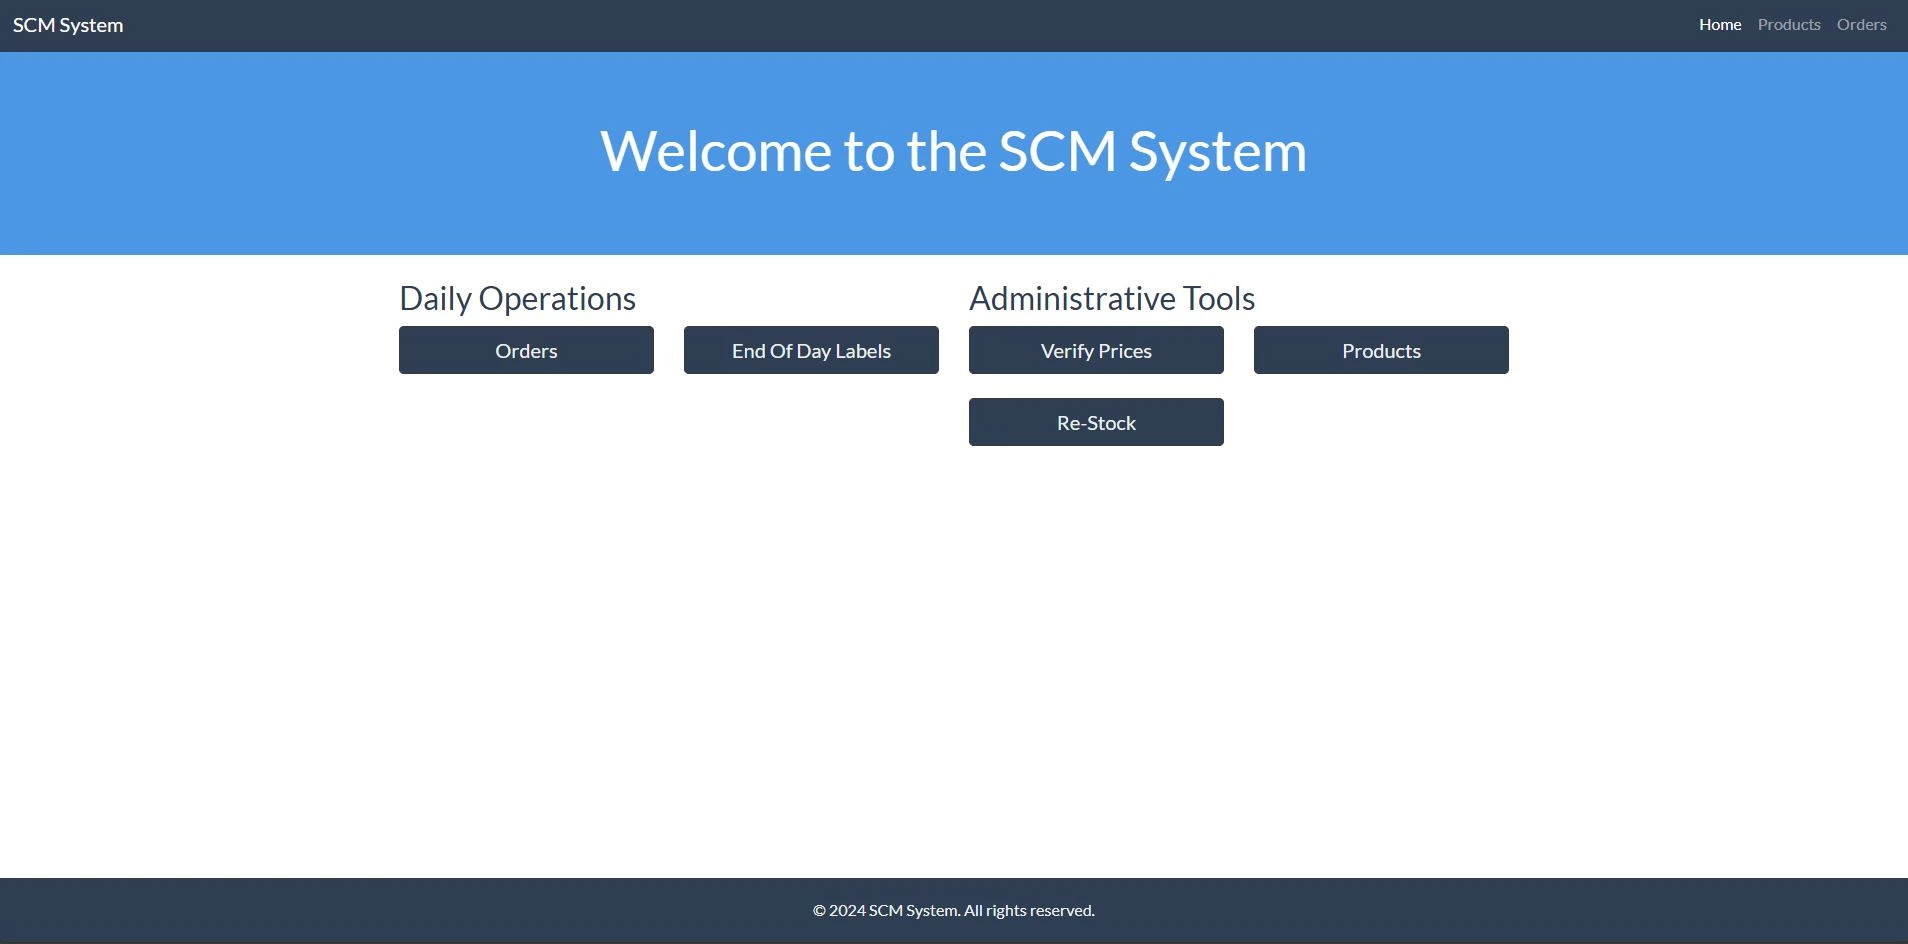 SCM System
Home Products Orders
Welcome to the SCM System
Daily Operations
Orders
End Of Day Labels
Administrative Tools
Verify Prices
Products
Re-Stock
© 2024 SCM System. All rights reserved.